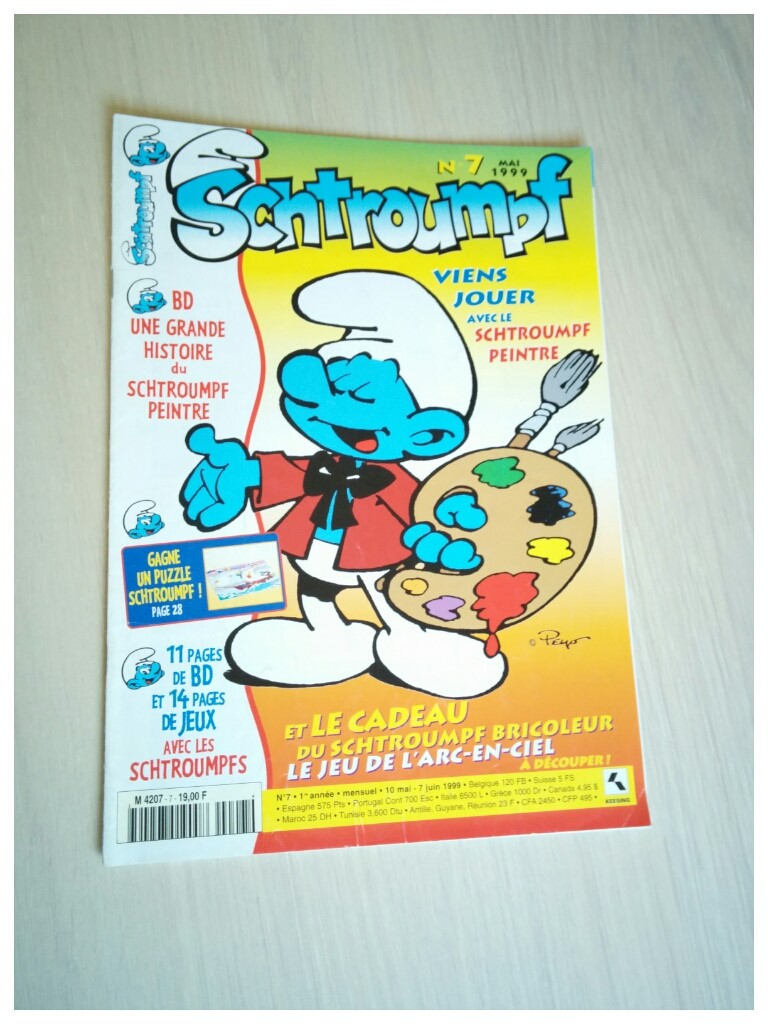 N°7 MAI
1999
Schtroumpf
Schtroumpf
VIENS
JOUER
AVEC LE
SCHTROUMPF
PEINTRE
BD
UNE GRANDE
HISTOIRE
du
SCHTROUMPF
PEINTRE
GAGNE
UN PUZZLE
SCHTROUMPF !
PAGE 28
11 PAGES
DE BD
ET 14 PAGES
DE JEUX
AVEC LES
SCHTROUMPFS
© Peyo
ET LE CADEAU
DU SCHTROUMPF BRICOLEUR
LE JEU DE L'ARC-EN-CIEL
À DÉCOUPER !
M 4207 - 7 - 19,00 F
N°7 • 1re année • mensuel • 10 mai - 7 juin 1999 • Belgique 120 FB • Suisse 5 FS
• Espagne 575 Pts • Portugal Cont 700 Esc • Italie 6500 L • Grèce 1000 Dr • Canada 4,95 $
• Maroc 25 DH • Tunisie 3,600 Dtu • Antille, Guyane, Réunion 23 F • CFA 2450 • CFP 495 •
KEESING